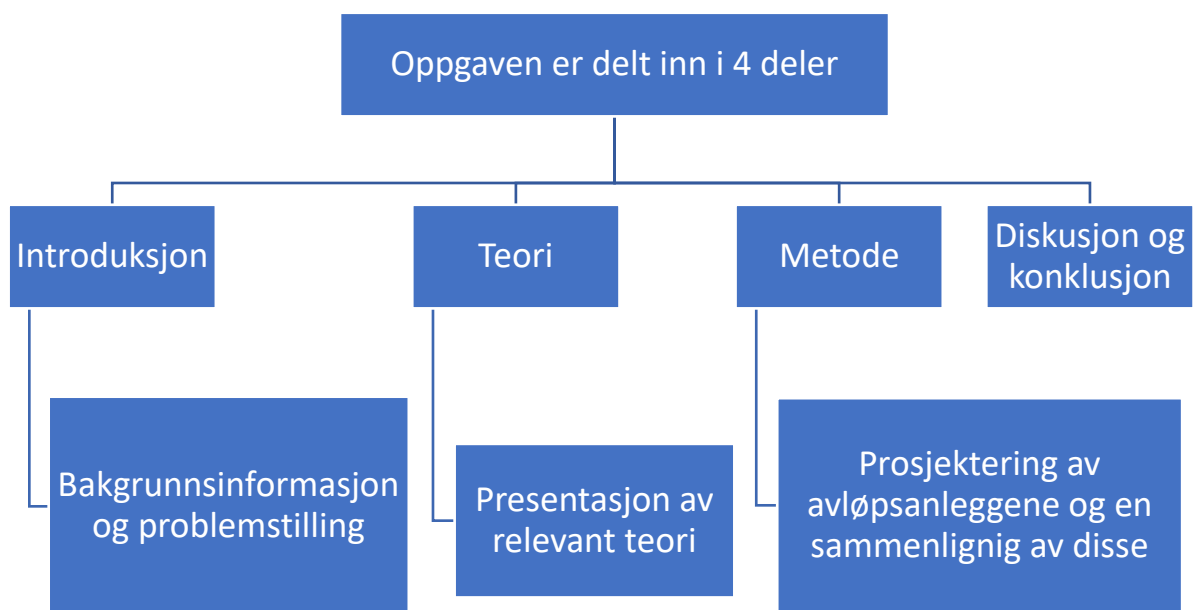 Oppgaven er delt inn i 4 deler
Introduksjon
Teori
Metode
Diskusjon og
konklusjon
Bakgrunnsinformasjon
og problemstilling
Presentasjon av
relevant teori
Prosjektering av
avløpsanleggene og en
sammenlignig av disse